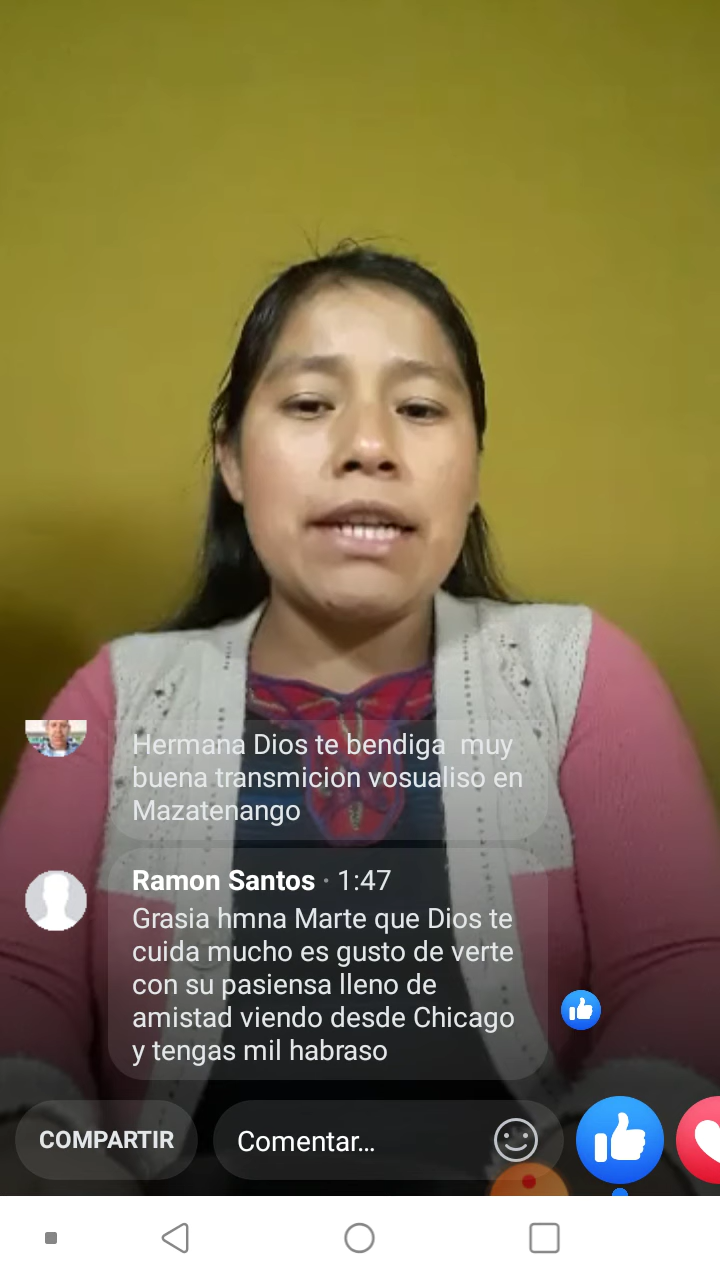 Hermana Dios te bendiga muy
buena transmicion vosualiso en
Mazatenango
Ramon Santos · 1:47
Grasia hmna Marte que Dios te
cuida mucho es gusto de verte
con su pasiensa lleno de
amistad viendo desde Chicago
y tengas mil habraso
COMPARTIR
Comentar...